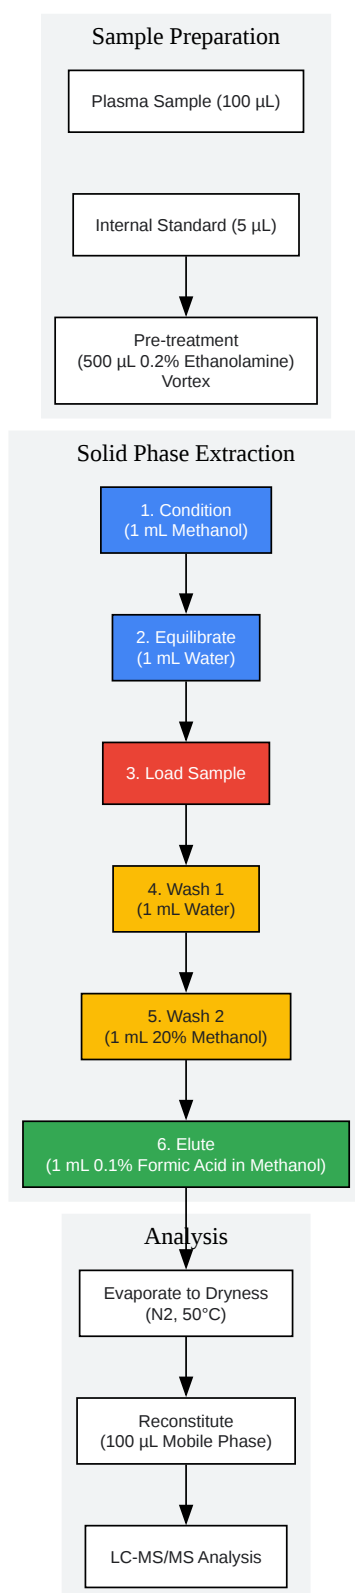 Sample Preparation
Plasma Sample (100 µL)
Internal Standard (5 µL)
Pre-treatment
(500 µL 0.2% Ethanolamine)
Vortex
Solid Phase Extraction
1. Condition
(1 mL Methanol)
2. Equilibrate
(1 mL Water)
3. Load Sample
4. Wash 1
(1 mL Water)
5. Wash 2
(1 mL 20% Methanol)
6. Elute
(1 mL 0.1% Formic Acid in Methanol)
Analysis
Evaporate to Dryness
(N2, 50°C)
Reconstitute
(100 µL Mobile Phase)
LC-MS/MS Analysis